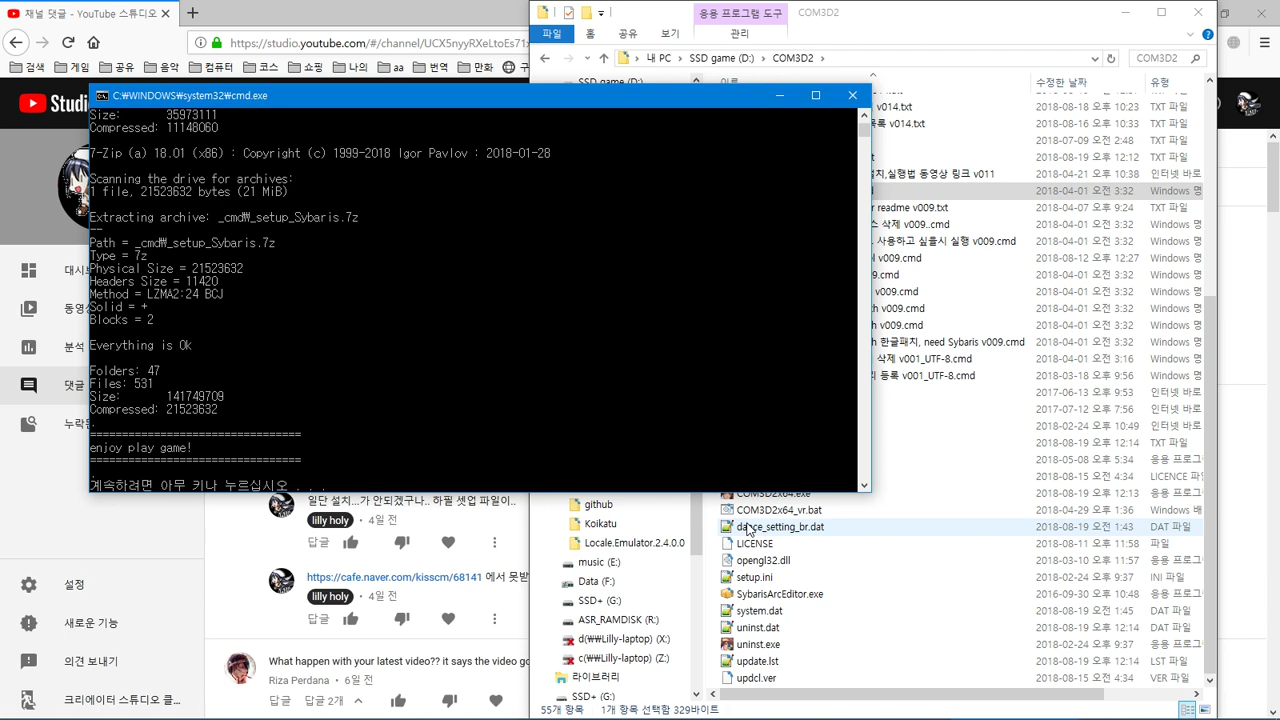 채널 댓글 - YouTube 스튜디오
https://studio.youtube.com/#/channel/UCX5nyyRXeLtoEs71x
검색
게임
공유
음악
컴퓨터
코스
쇼핑
나의
aa
번역
만화
구
Studi
대시
동영상
분석
댓글
설정
새로운 기능
의견 보내기
크리에이터 스튜디오 클...
응용 프로그램 도구
COM3D2
파일
홈
공유
보기
관리
내 PC
SSD game (D:)
COM3D2
COM3D2
SSD game (D:)
이름
수정한 날짜
유형
v014.txt 2018-08-18 오후 10:23 TXT 파일
목록 v014.txt 2018-08-16 오후 10:33 TXT 파일
2018-07-09 오후 2:48 TXT 파일
t 2018-08-18 오후 12:12 TXT 파일
설치,실행법 동영상 링크 v011 2018-04-21 오후 10:38 인터넷 바로
2018-04-01 오전 3:32 Windows 명
r readme v009.txt 2018-04-07 오후 9:24 TXT 파일
스 삭제 v009..cmd 2018-04-01 오전 3:32 Windows 명
사용하고 싶을시 실행 v009.cmd 2018-04-01 오전 3:32 Windows 명
l v009.cmd 2018-08-12 오후 12:27 Windows 명
v009.cmd 2018-04-01 오전 3:32 Windows 명
v009.cmd 2018-04-01 오전 3:32 Windows 명
th v009.cmd 2018-04-01 오전 3:32 Windows 명
h v009.cmd 2018-04-01 오전 3:32 Windows 명
h 한글패치, need Sybaris v009.cmd 2018-04-01 오전 3:32 Windows 명
삭제 v001_UTF-8.cmd 2018-04-01 오전 3:16 Windows 명
리 등록 v001_UTF-8.cmd 2018-03-18 오후 9:56 Windows 명
2017-06-13 오후 9:53 인터넷 바로
2017-07-12 오후 7:56 인터넷 바로
2018-02-24 오후 10:49 인터넷 바로
2018-08-19 오후 12:14 TXT 파일
2018-05-08 오후 5:34 응용 프로그
2018-08-18 오후 4:34 LICENCE 파일
COM3D2x64.exe 2018-08-19 오후 12:13 응용 프로그
COM3D2x64_vr.bat 2018-04-29 오후 1:36 Windows 배
dance_setting_br.dat 2018-08-19 오전 1:43 DAT 파일
LICENSE 2018-08-11 오후 11:58 파일
opengl32.dll 2018-03-10 오후 11:57 응용 프로그
setup.ini 2018-02-24 오후 9:37 INI 파일
SybarisArcEditor.exe 2016-09-30 오후 10:48 응용 프로그
system.dat 2018-08-19 오후 1:45 DAT 파일
uninst.dat 2018-08-19 오후 12:14 DAT 파일
uninst.exe 2018-02-24 오후 9:37 응용 프로그
update.lst 2018-08-19 오후 12:14 LST 파일
updcl.ver 2018-08-18 오후 4:34 VER 파일
github
Koikatu
Locale.Emulator.2.4.0.0
music (E:)
Data (F:)
SSD+ (G:)
ASR_RAMDISK (R:)
d(\\Lilly-laptop) (X:)
c(\\Lilly-laptop) (Z:)
라이브러리
SSD+ (G:)
55개 항목
1개 항목 선택함 329바이트
C:₩WINDOWS₩system32₩cmd.exe
Size: 35973111
Compressed: 11148060
7-Zip (a) 18.01 (x86) : Copyright (c) 1999-2018 Igor Pavlov : 2018-01-28
Scanning the drive for archives:
1 file, 21523632 bytes (21 MiB)
Extracting archive: _cmd₩_setup_Sybaris.7z
--
Path = _cmd₩_setup_Sybaris.7z
Type = 7z
Physical Size = 21523632
Headers Size = 11420
Method = LZMA2:24 BCJ
Solid = +
Blocks = 2
Everything is Ok
Folders: 47
Files: 531
Size: 141749709
Compressed: 21523632
.
=================================
enjoy play game!
=================================
.
계속하려면 아무 키나 누르십시오 . . .
일단 설치...가 안되겠구나.. 하필 셋업 파일이..
lilly holy
4일 전
답글
https://cafe.naver.com/kisscm/68141 에서 못받
lilly holy
4일 전
답글
What happen with your latest video?? it says the video go
Riza Perdana
6일 전
답글
답글 2개